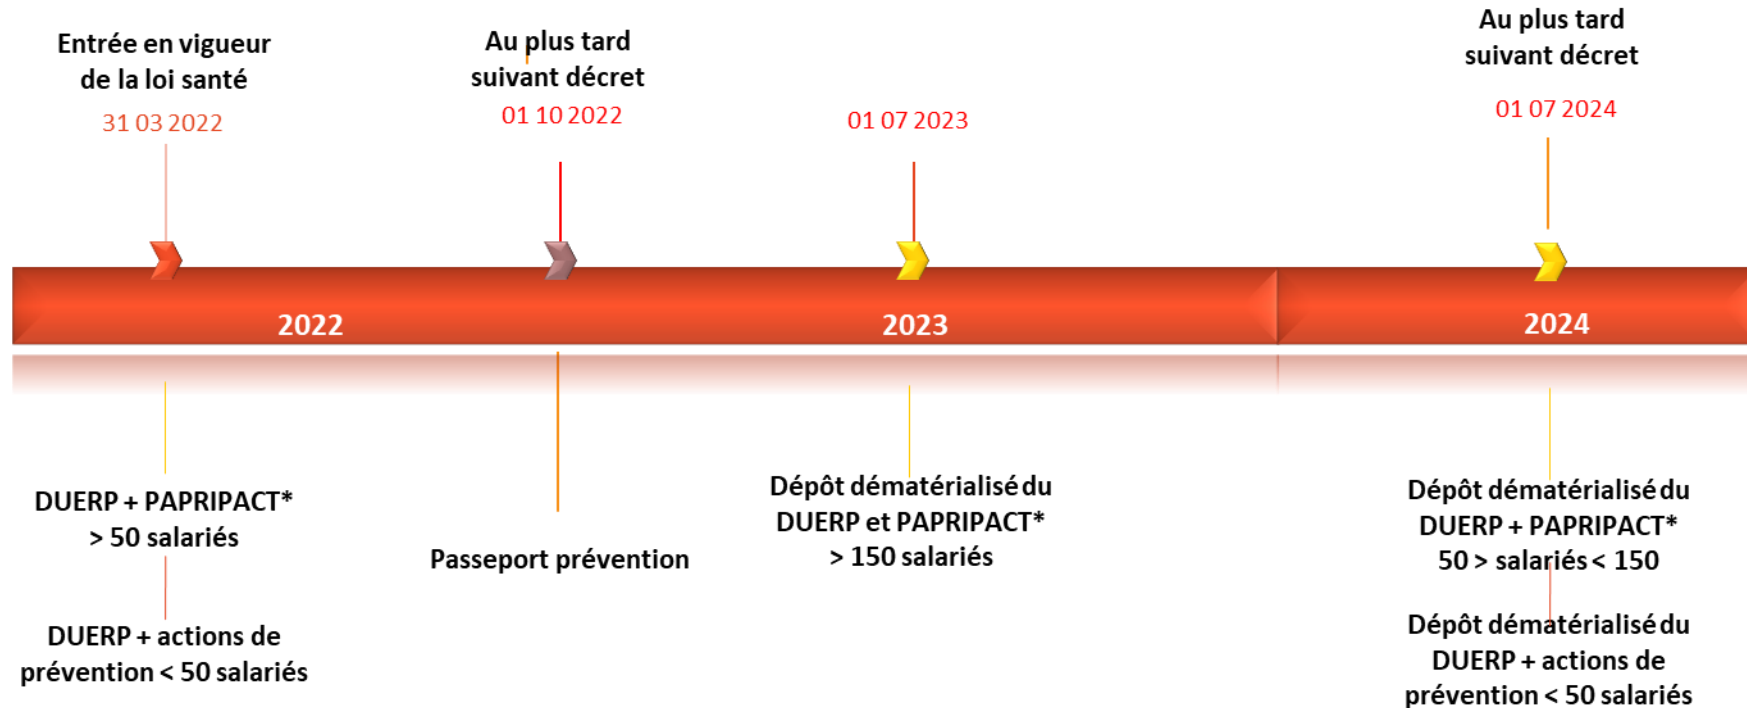 Entrée en vigueur
de la loi santé
31 03 2022
Au plus tard
suivant décret
01 10 2022
01 07 2023
Au plus tard
suivant décret
01 07 2024
2022
2023
2024
DUERP + PAPRIPACT*
> 50 salariés
DUERP + actions de
prévention < 50 salariés
Passeport prévention
Dépôt dématérialisé du
DUERP et PAPRIPACT*
> 150 salariés
Dépôt dématérialisé du
DUERP + PAPRIPACT*
50 > salariés < 150
Dépôt dématérialisé du
DUERP + actions de
prévention < 50 salariés